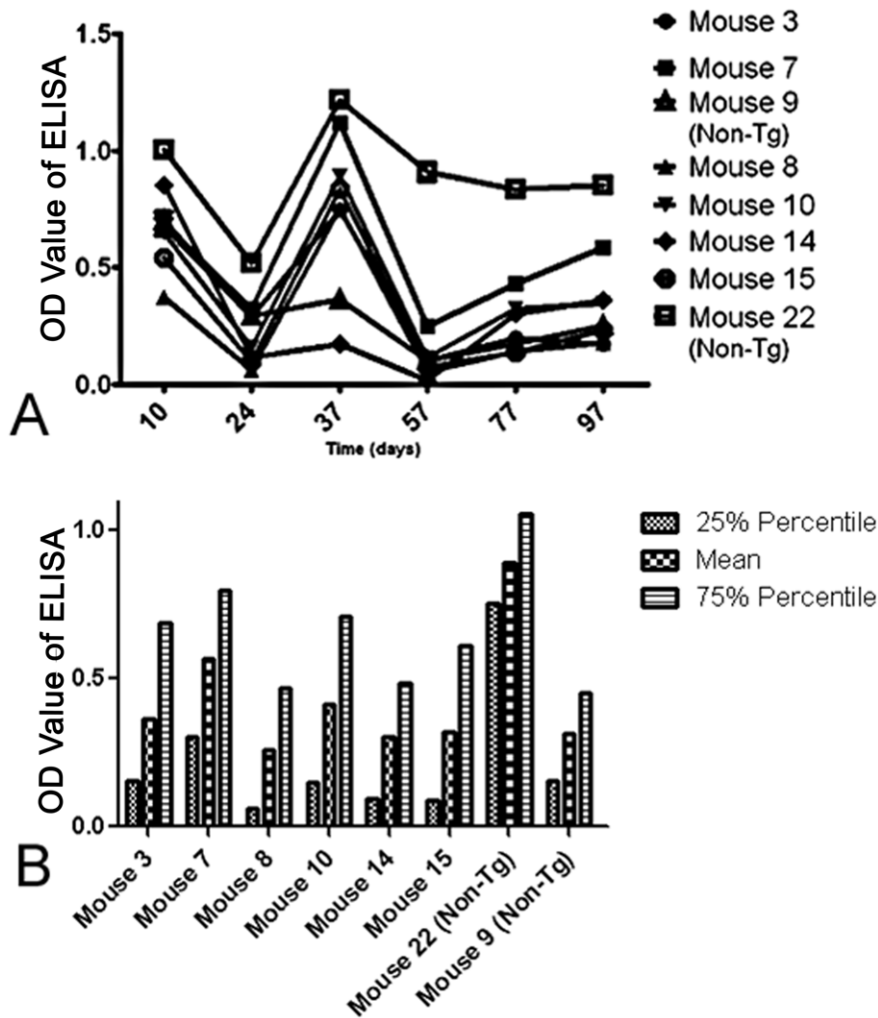 OD Value of ELISA
1.5
1.0
0.5
0.0
10
24
37
57
77
97
Time (days)
A
Mouse 3
Mouse 7
Mouse 9
(Non-Tg)
Mouse 8
Mouse 10
Mouse 14
Mouse 15
Mouse 22
(Non-Tg)
OD Value of ELISA
1.0
0.5
0.0
B
Mouse 3
Mouse 7
Mouse 8
Mouse 10
Mouse 14
Mouse 15
Mouse 22 (Non-Tg)
Mouse 9 (Non-Tg)
25% Percentile
Mean
75% Percentile